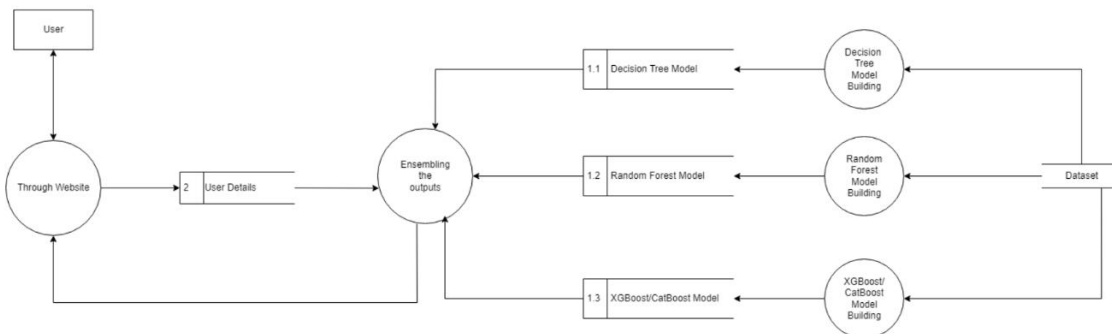 User
Through Website
2
User Details
Ensembling
the
outputs
1.1
Decision Tree Model
Decision
Tree
Model
Building
1.2
Random Forest Model
Random
Forest
Model
Building
Dataset
1.3
XGBoost/CatBoost Model
XGBoost/
CatBoost
Model
Building